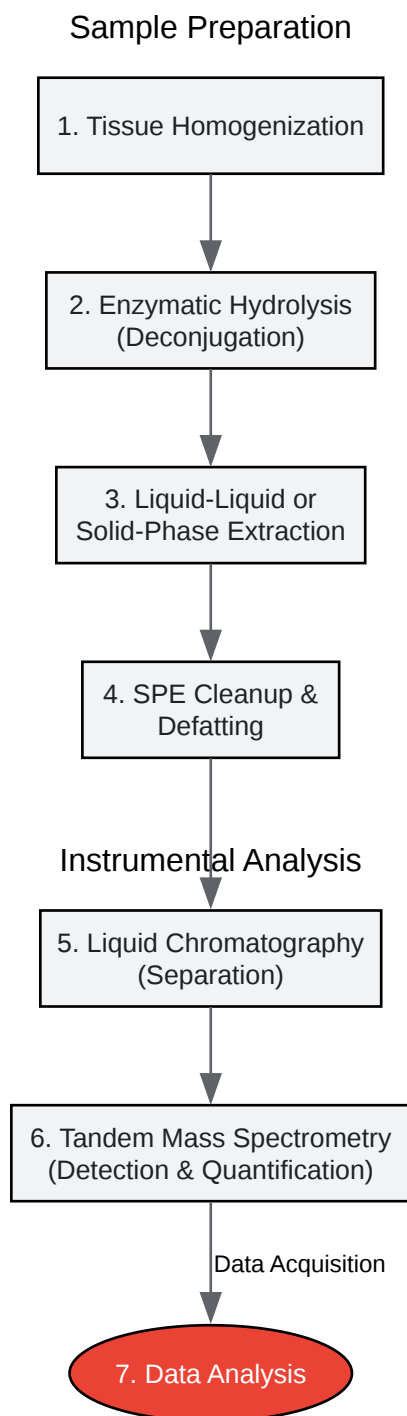 Sample Preparation
1. Tissue Homogenization
2. Enzymatic Hydrolysis
(Deconjugation)
3. Liquid-Liquid or
Solid-Phase Extraction
4. SPE Cleanup &
Defatting
Instrumental Analysis
5. Liquid Chromatography
(Separation)
6. Tandem Mass Spectrometry
(Detection & Quantification)
Data Acquisition
7. Data Analysis